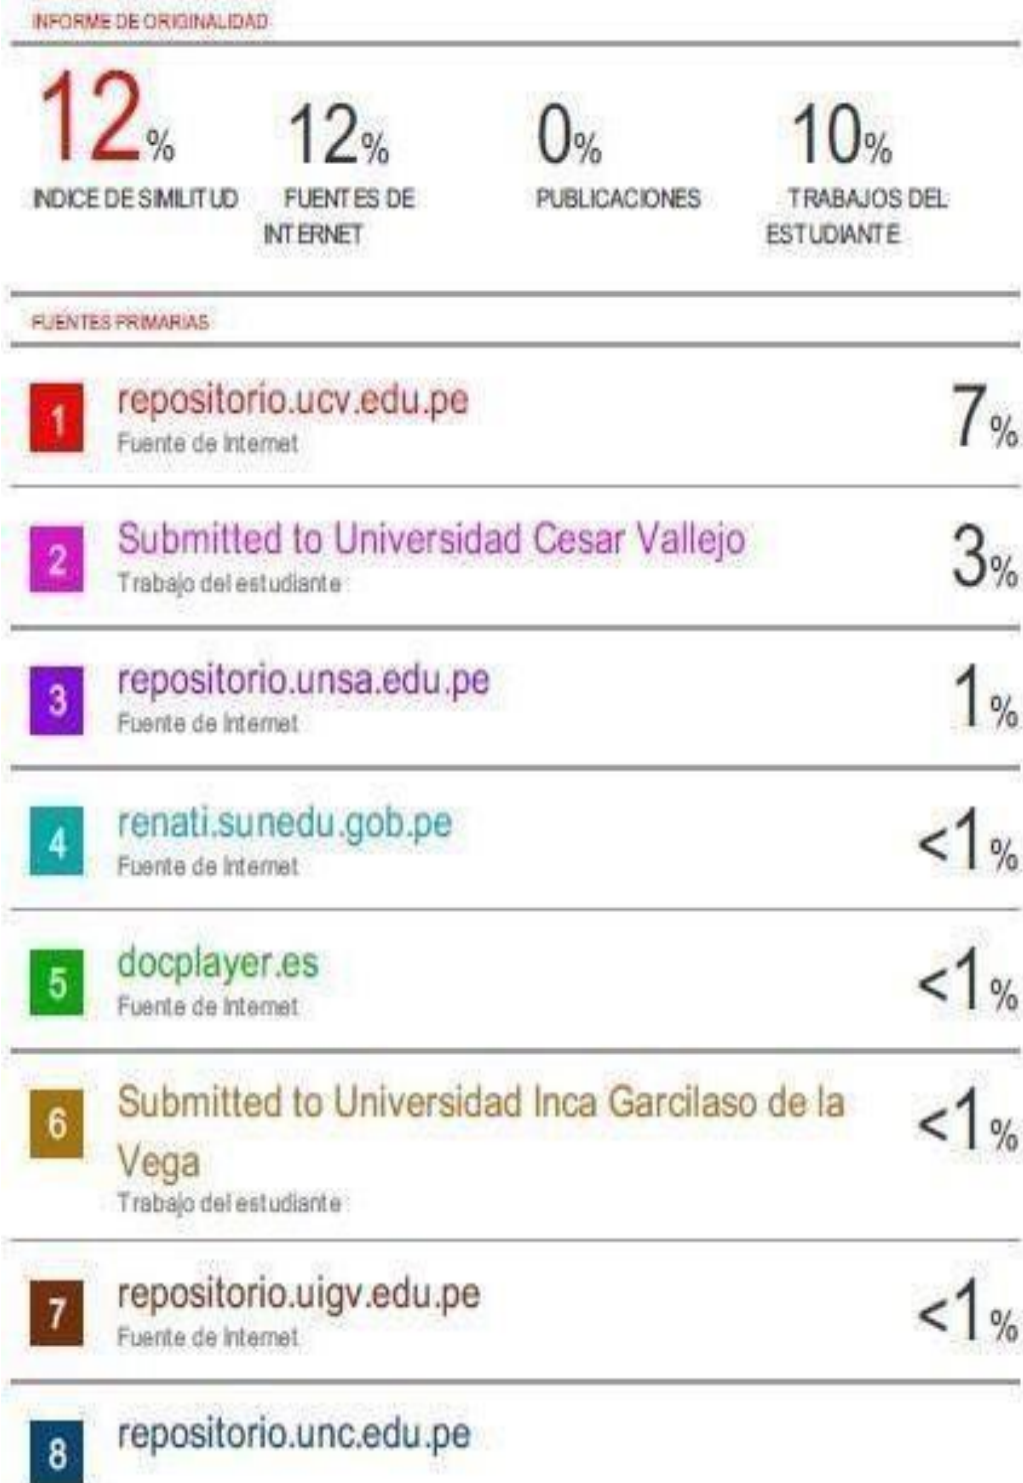 INFORME DE ORIGINALIDAD
12% 12% 0% 10%
INDICE DE SIMILITUD FUENTES DE PUBLICACIONES TRABAJOS DEL
INTERNET ESTUDIANTE
FUENTES PRIMARIAS
1 repositorio.ucv.edu.pe 7%
Fuente de Internet
2 Submitted to Universidad Cesar Vallejo 3%
Trabajo del estudiante
3 repositorio.unsa.edu.pe 1%
Fuente de Internet
4 renati.sunedu.gob.pe <1%
Fuente de Internet
5 docplayer.es <1%
Fuente de Internet
6 Submitted to Universidad Inca Garcilaso de la <1%
Vega
Trabajo del estudiante
7 repositorio.uigv.edu.pe <1%
Fuente de Internet
8 repositorio.unc.edu.pe